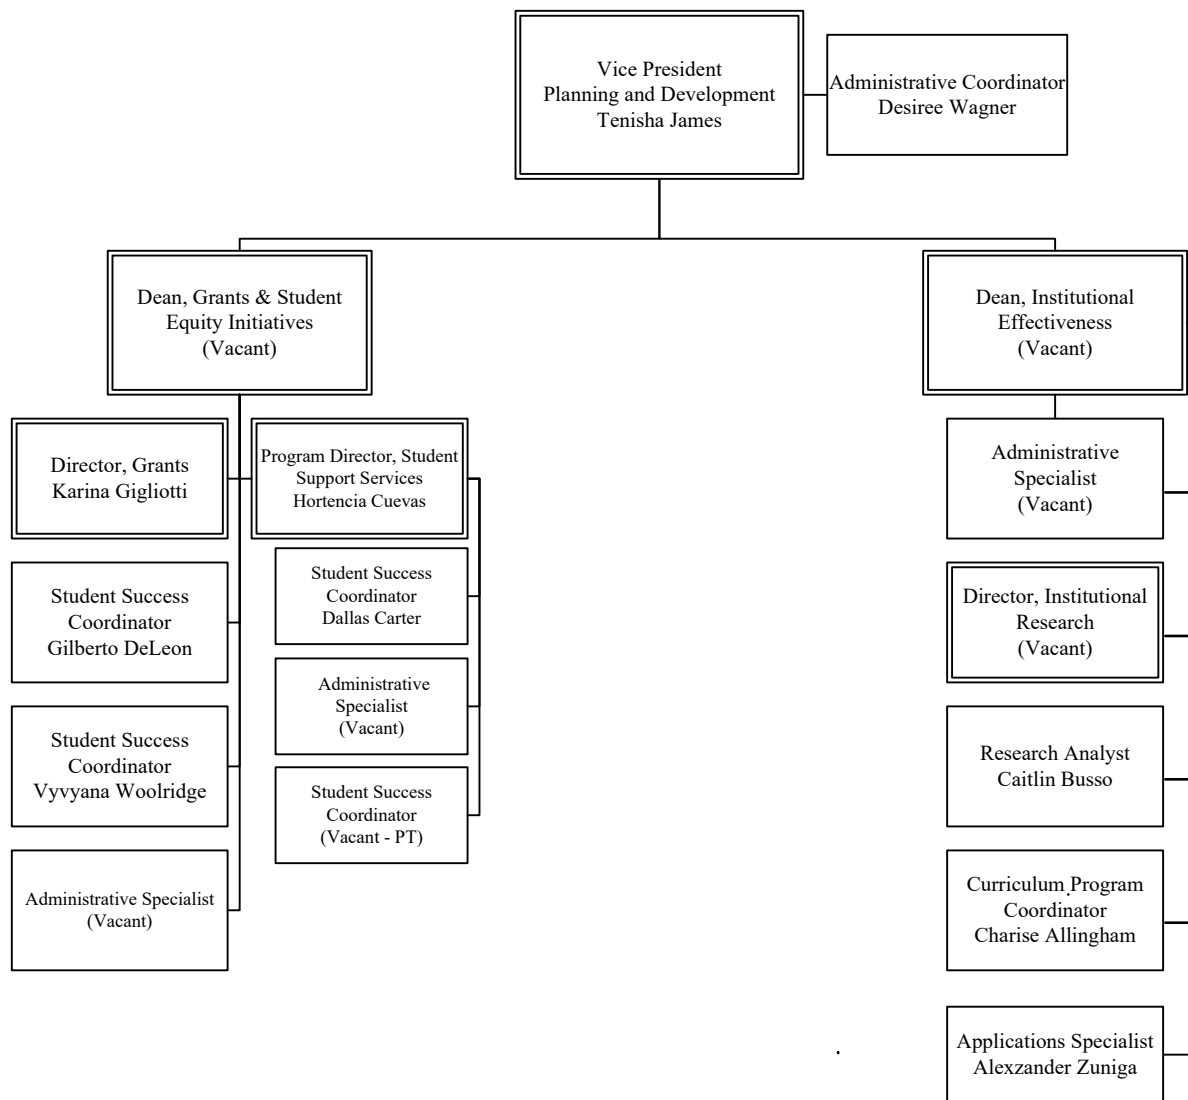 Vice President
Planning and Development
Tenisha James
Administrative Coordinator
Desiree Wagner
Dean, Grants & Student
Equity Initiatives
(Vacant)
Dean, Institutional
Effectiveness
(Vacant)
Director, Grants
Karina Gigliotti
Program Director, Student
Support Services
Hortencia Cuevas
Administrative
Specialist
(Vacant)
Student Success
Coordinator
Gilberto DeLeon
Student Success
Coordinator
Dallas Carter
Director, Institutional
Research
(Vacant)
Administrative
Specialist
(Vacant)
Student Success
Coordinator
Vyvyana Woolridge
Research Analyst
Caitlin Busso
Student Success
Coordinator
(Vacant - PT)
Administrative Specialist
(Vacant)
Curriculum Program
Coordinator
Charise Allingham
Applications Specialist
Alexzander Zuniga